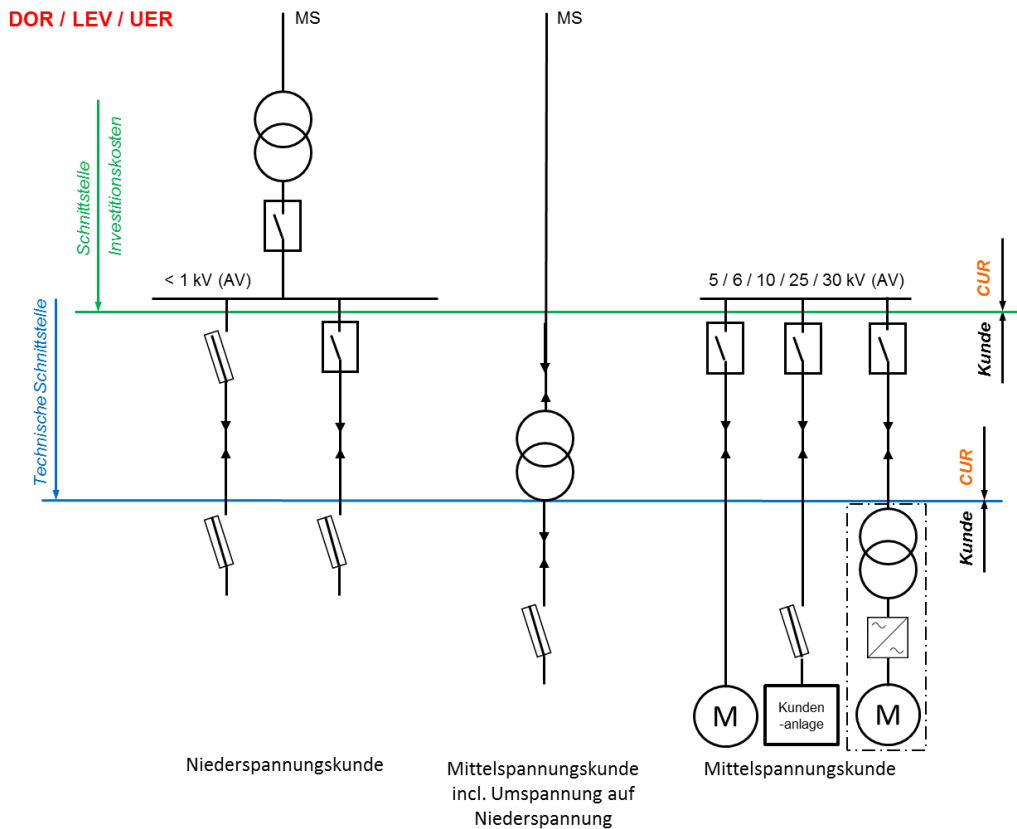 DOR / LEV / UER
MS
MS
Schnittstelle
Investitionskosten
< 1 kV (AV)
5 / 6 / 10 / 25 / 30 kV (AV)
CUR
Kunde
Technische Schnittstelle
CUR
Kunde
M
Kunden
-anlage
M
Niederspannungskunde
Mittelspannungskunde
incl. Umspannung auf
Niederspannung
Mittelspannungskunde